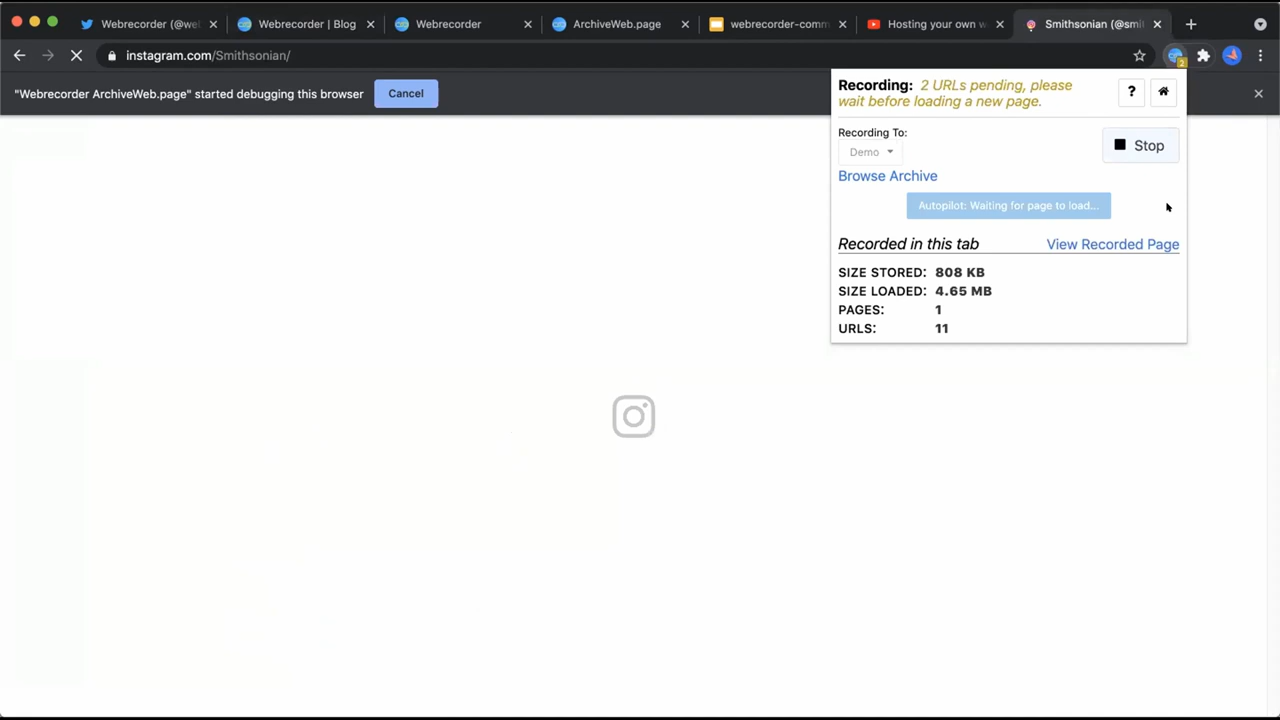 Webrecorder (@wel
Webrecorder | Blog
Webrecorder
ArchiveWeb.page
webrecorder-comm
Hosting your own w
Smithsonian (@smit
instagram.com/Smithsonian/
2
"Webrecorder ArchiveWeb.page" started debugging this browser
Cancel
Recording: 2 URLs pending, please
wait before loading a new page.
?
Recording To:
Demo
Stop
Browse Archive
Autopilot: Waiting for page to load...
Recorded in this tab
View Recorded Page
SIZE STORED: 808 KB
SIZE LOADED: 4.65 MB
PAGES: 1
URLS: 11